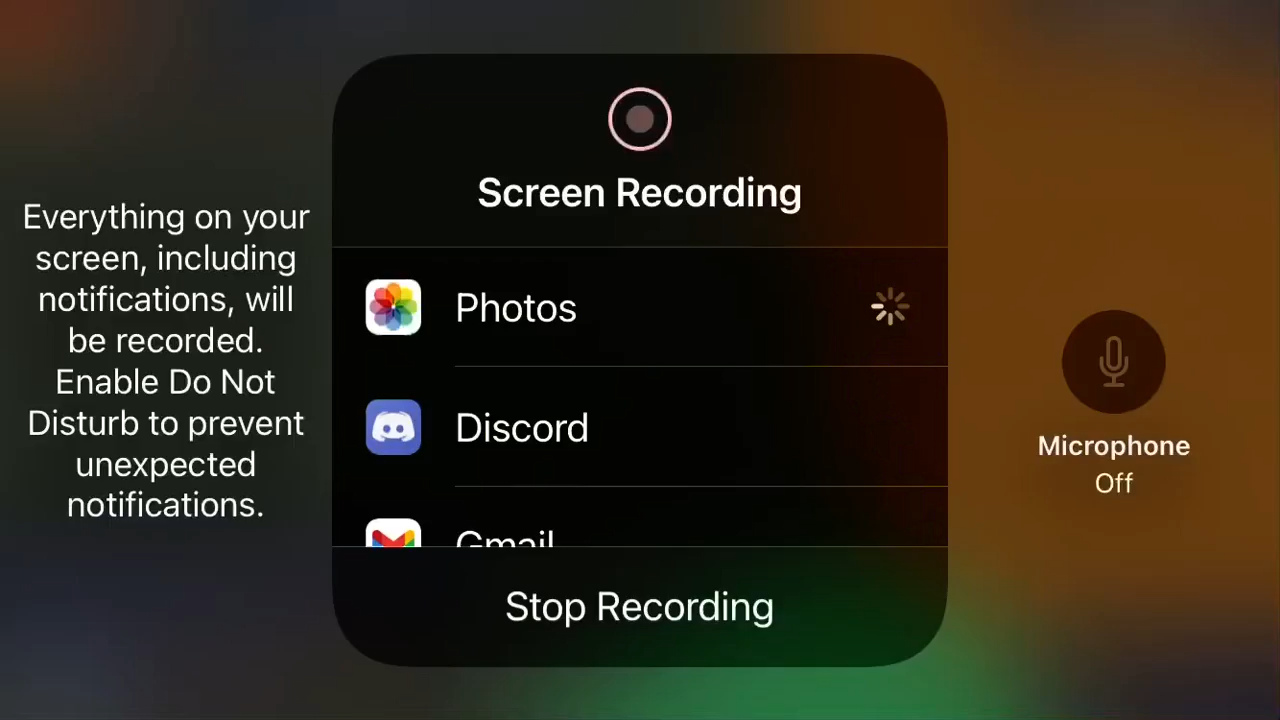 Everything on your
screen, including
notifications, will
be recorded.
Enable Do Not
Disturb to prevent
unexpected
notifications.
Screen Recording
Photos
Discord
Gmail
Stop Recording
Microphone
Off